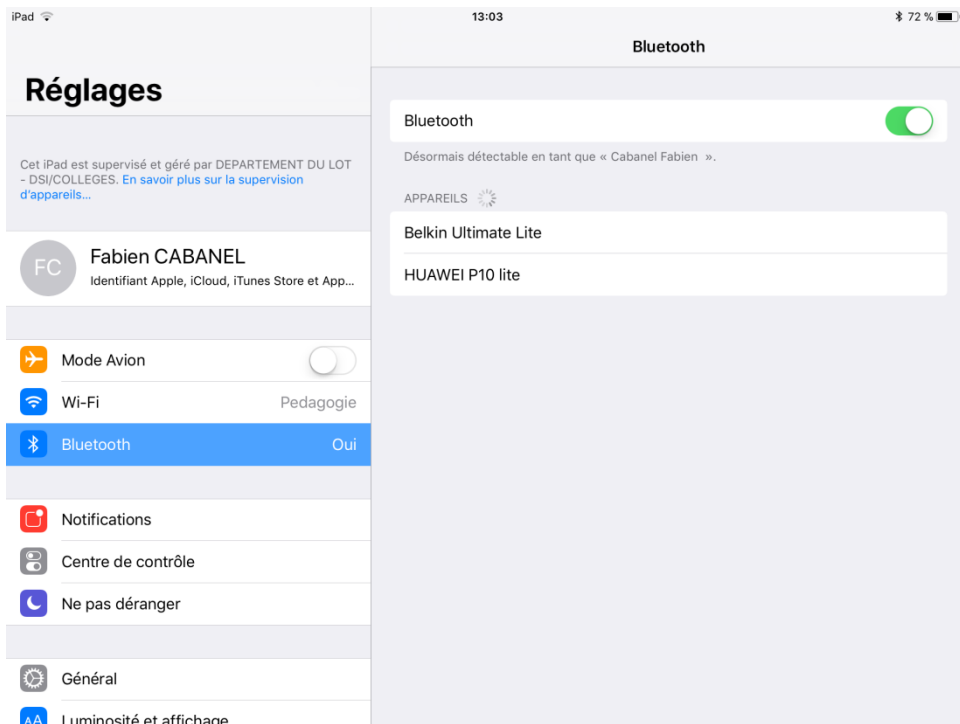 iPad
13:03
72 %
Réglages
Cet iPad est supervisé et géré par DEPARTEMENT DU LOT
- DSI/COLLEGES. En savoir plus sur la supervision
d'appareils...
FC
Fabien CABANEL
Identifiant Apple, iCloud, iTunes Store et App...
Mode Avion
Wi-Fi
Pedagogie
Bluetooth
Oui
Notifications
Centre de contrôle
Ne pas déranger
Général
AA
Luminosité et affichage
Bluetooth
Bluetooth
Désormais détectable en tant que « Cabanel Fabien ».
APPAREILS
Belkin Ultimate Lite
HUAWEI P10 lite